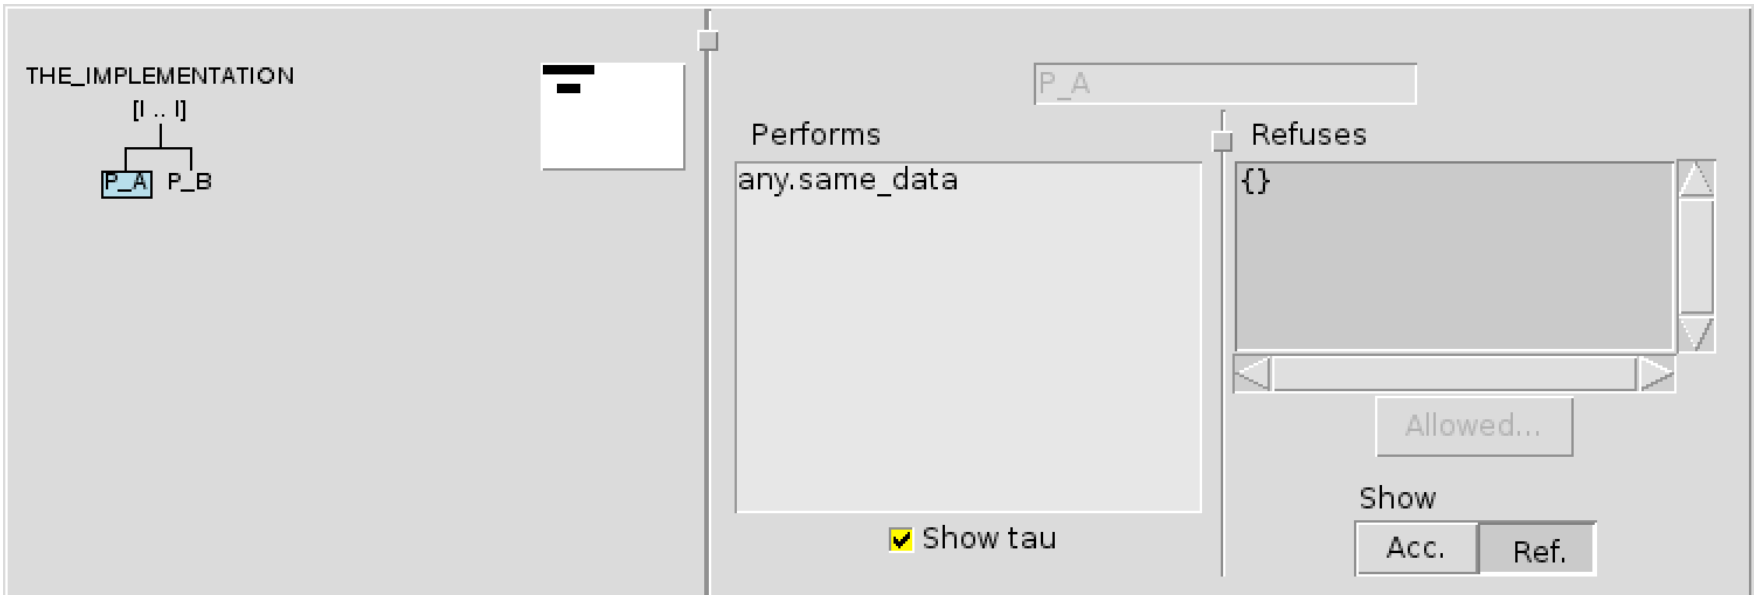 THE_IMPLEMENTATION
[I .. I]
P_A P_B
P_A
Performs
any.same_data
Show tau
Refuses
{}
Allowed...
Show
Acc. Ref.